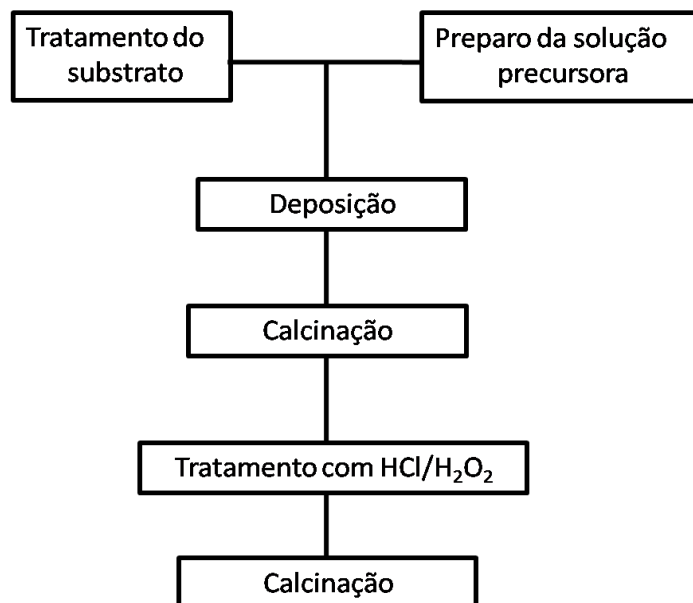 Tratamento do
substrato
Preparo da solução
precursora
Deposição
Calcinação
Tratamento com HCl/H₂O₂
Calcinação